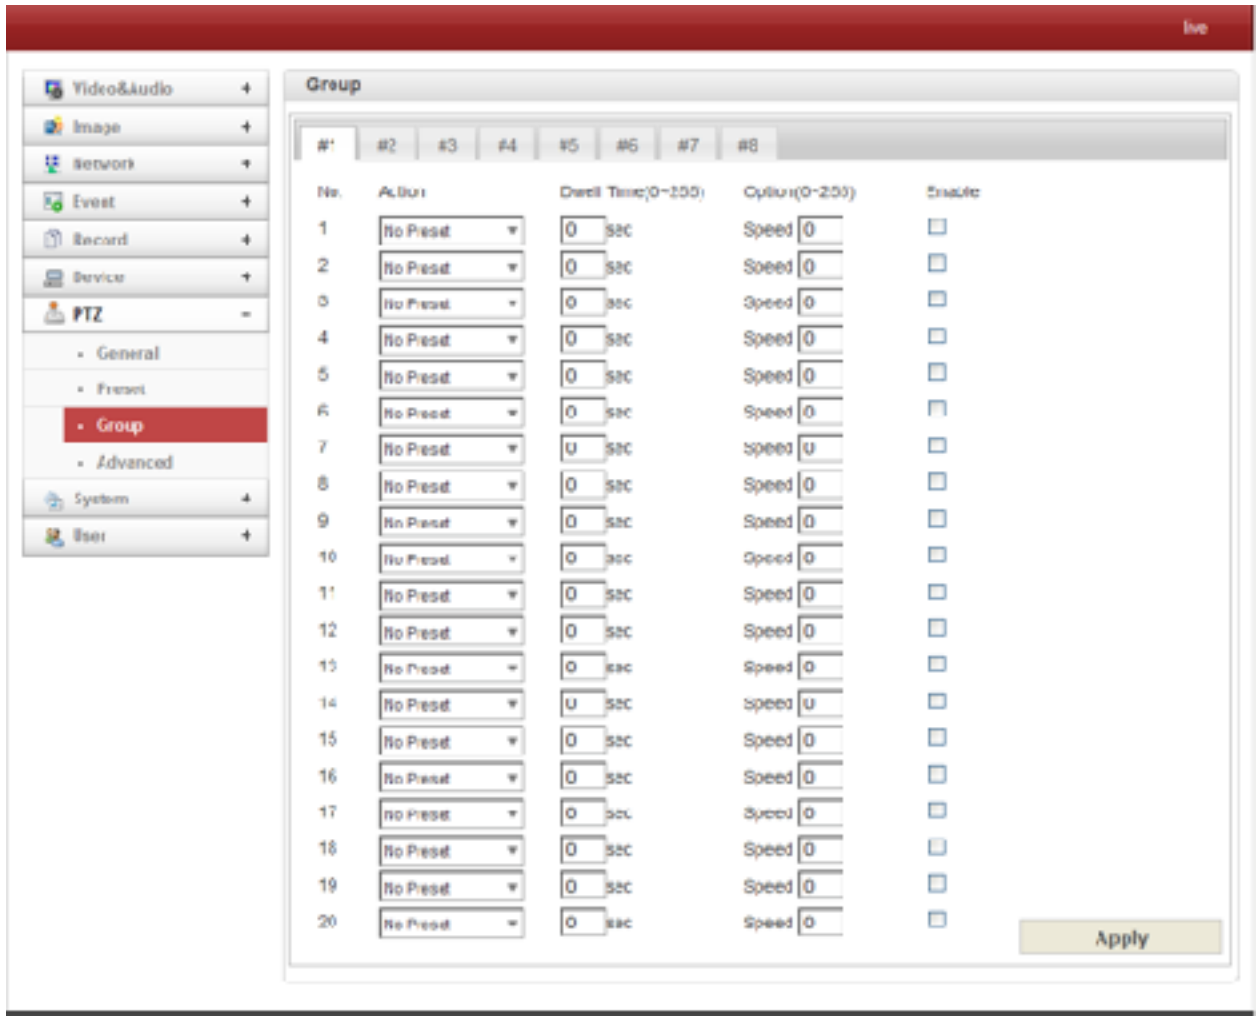 live
Video&Audio +
Image +
Network +
Event +
Record +
Device +
PTZ -
General
Preset
Group
Advanced
System +
User +
Group
#1 #2 #3 #4 #5 #6 #7 #8
No. Action Dwell Time(0~255) Option(0~255) Enable
1 No Preset 0 sec Speed 0
2 No Preset 0 sec Speed 0
3 No Preset 0 sec Speed 0
4 No Preset 0 sec Speed 0
5 No Preset 0 sec Speed 0
6 No Preset 0 sec Speed 0
7 No Preset 0 sec Speed 0
8 No Preset 0 sec Speed 0
9 No Preset 0 sec Speed 0
10 No Preset 0 sec Speed 0
11 No Preset 0 sec Speed 0
12 No Preset 0 sec Speed 0
13 No Preset 0 sec Speed 0
14 No Preset 0 sec Speed 0
15 No Preset 0 sec Speed 0
16 No Preset 0 sec Speed 0
17 No Preset 0 sec Speed 0
18 No Preset 0 sec Speed 0
19 No Preset 0 sec Speed 0
20 No Preset 0 sec Speed 0
Apply